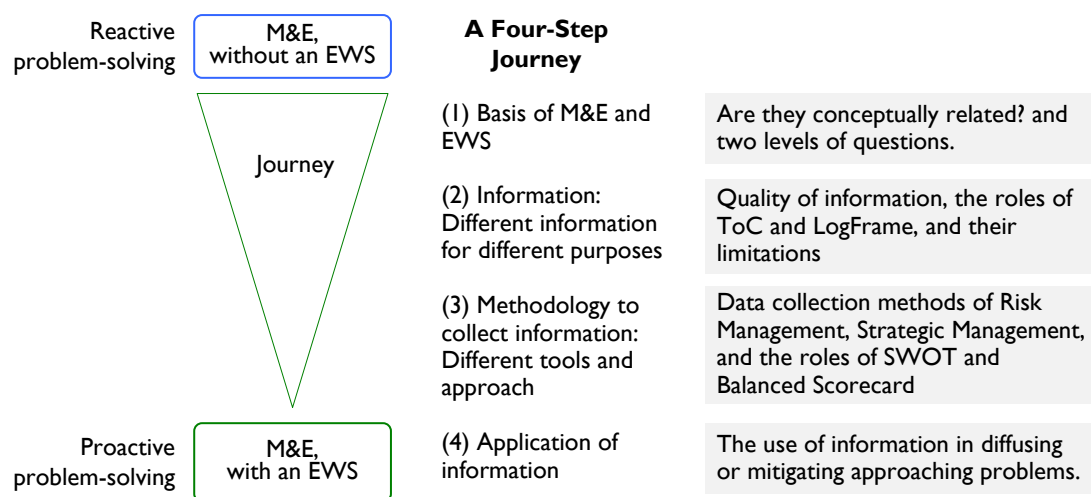 Reactive
problem-solving
M&E,
without an EWS
A Four-Step
Journey
Journey
(1) Basis of M&E and
EWS
Are they conceptually related? and
two levels of questions.
(2) Information:
Different information
for different purposes
Quality of information, the roles of
ToC and LogFrame, and their
limitations
(3) Methodology to
collect information:
Different tools and
approach
Data collection methods of Risk
Management, Strategic Management,
and the roles of SWOT and
Balanced Scorecard
Proactive
problem-solving
M&E,
with an EWS
(4) Application of
information
The use of information in diffusing
or mitigating approaching problems.